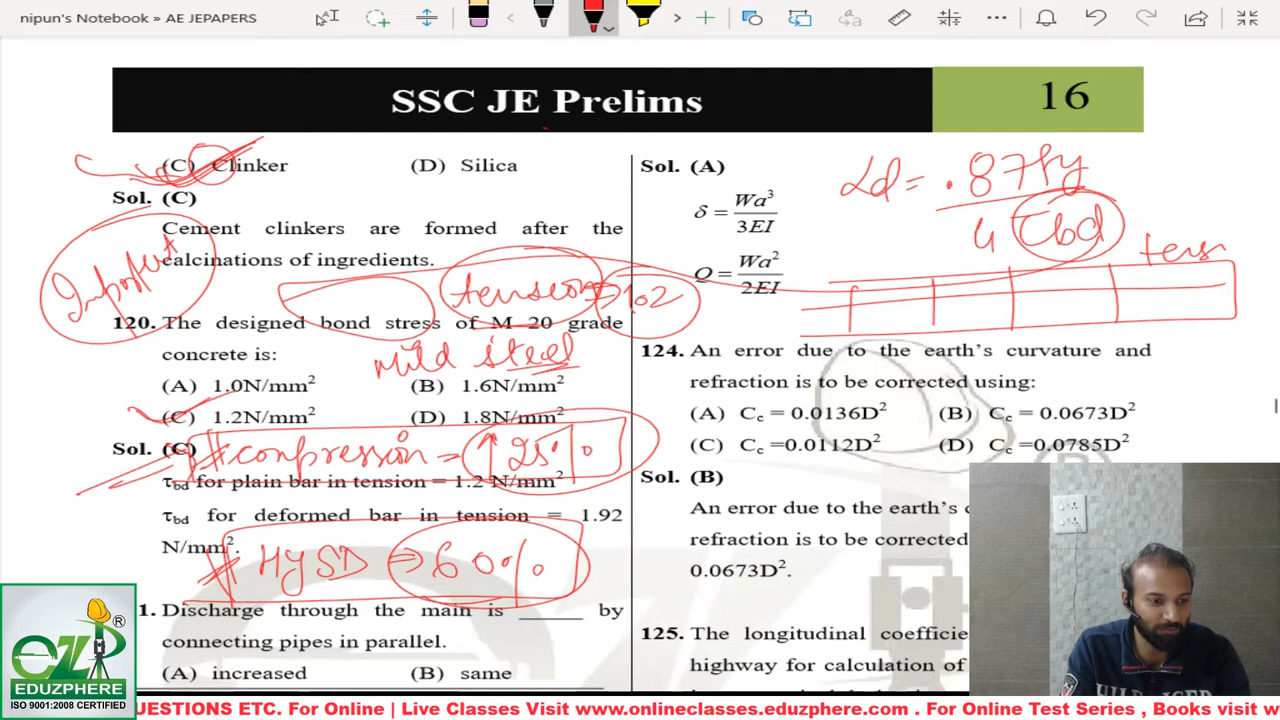 nipun's Notebook » AE JEPAPERS
SSC JE Prelims
16
(C) Clinker (D) Silica
Sol. (C)
Cement clinkers are formed after the
calcinations of ingredients.
Important
tension → 1.2
120. The designed bond stress of M 20 grade
concrete is:
mild steel
(A) 1.0N/mm² (B) 1.6N/mm²
(C) 1.2N/mm² (D) 1.8N/mm²
Sol. (C)
# compression = ↑ 25%
τbd for plain bar in tension = 1.2 N/mm²
τbd for deformed bar in tension = 1.92
N/mm².
# HYSD → 60%
1. Discharge through the main is ______ by
connecting pipes in parallel.
(A) increased (B) same
Sol. (A)
δ = Wa³/3EI
Q = Wa²/2EI
Ld = .87fy
4 τbd
tens
124. An error due to the earth's curvature and
refraction is to be corrected using:
(A) Cc = 0.0136D² (B) Cc = 0.0673D²
(C) Cc =0.0112D² (D) Cc =0.0785D²
Sol. (B)
An error due to the earth's
refraction is to be corrected
0.0673D².
125. The longitudinal coefficie
highway for calculation of
EZP
®
EDUZPHERE
ISO 9001:2008 CERTIFIED
QUESTIONS ETC. For Online | Live Classes Visit www.onlineclasses.eduzphere.com . For Online Test Series , Books visit w